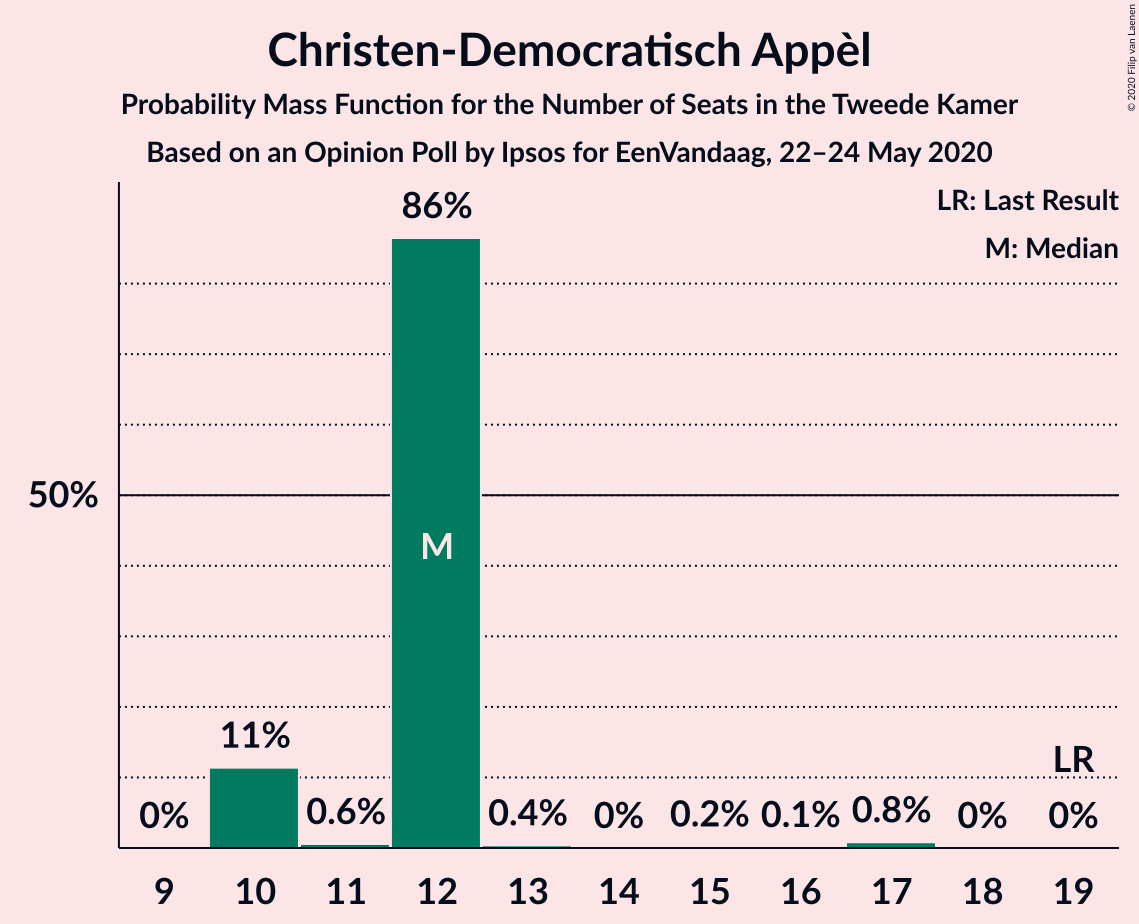 Christen-Democratisch Appèl
Probability Mass Function for the Number of Seats in the Tweede Kamer
Based on an Opinion Poll by Ipsos for EenVandaag, 22–24 May 2020
© 2020 Filip van Laenen
LR: Last Result
M: Median
86%
50%
M
11%
LR
0%
0.6%
0.4%
0%
0.2%
0.1%
0.8%
0%
0%
9 10 11 12 13 14 15 16 17 18 19